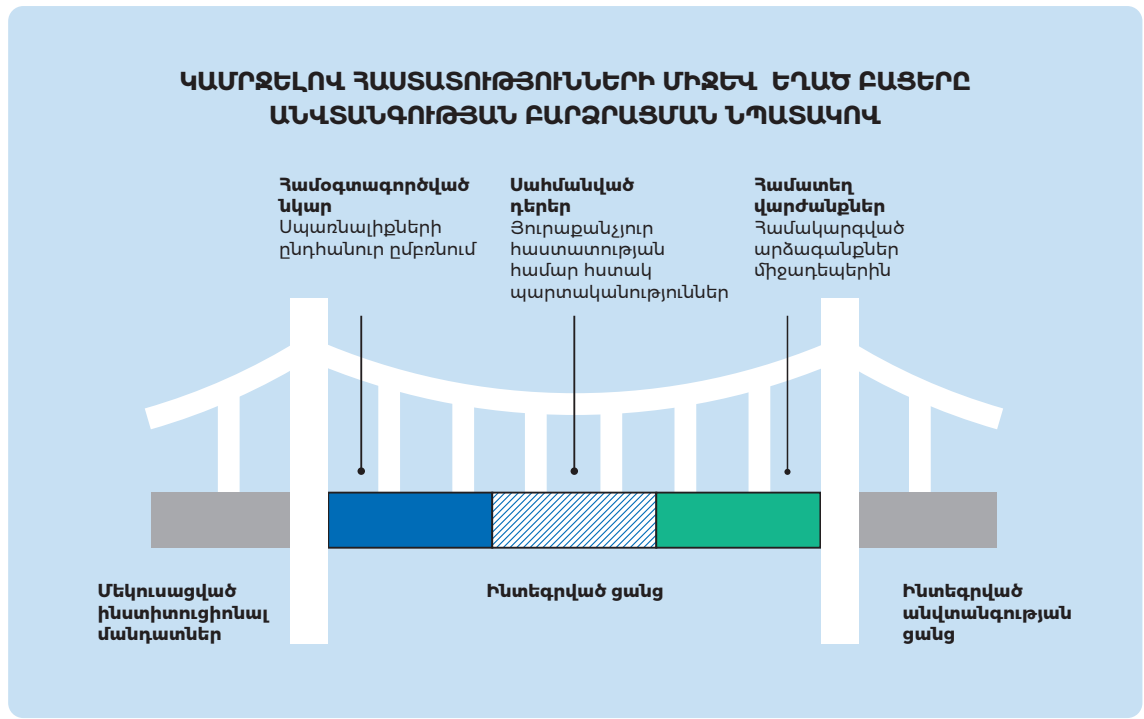 ԿԱՄՐՋԵԼՈՎ ՀԱՍՏԱՏՈՒԹՅՈՒՆՆԵՐԻ ՄԻՋԵՎ ԵՂԱԾ ԲԱՑԵՐԸ
ԱՆՎՏԱՆԳՈՒԹՅԱՆ ԲԱՐՁՐԱՑՄԱՆ ՆՊԱՏԱԿՈՎ
Համօգտագործված
նկար
Սպառնալիքների
ընդհանուր ըմբռնում
Սահմանված
դերեր
Յուրաքանչյուր
հաստատության
համար հստակ
պարտականություններ
Համատեղ
վարժանքներ
Համակարգված
արձագանքներ
միջադեպերին
Մեկուսացված
ինստիտուցիոնալ
մանդատներ
Ինտեգրված ցանց
Ինտեգրված
անվտանգության
ցանց